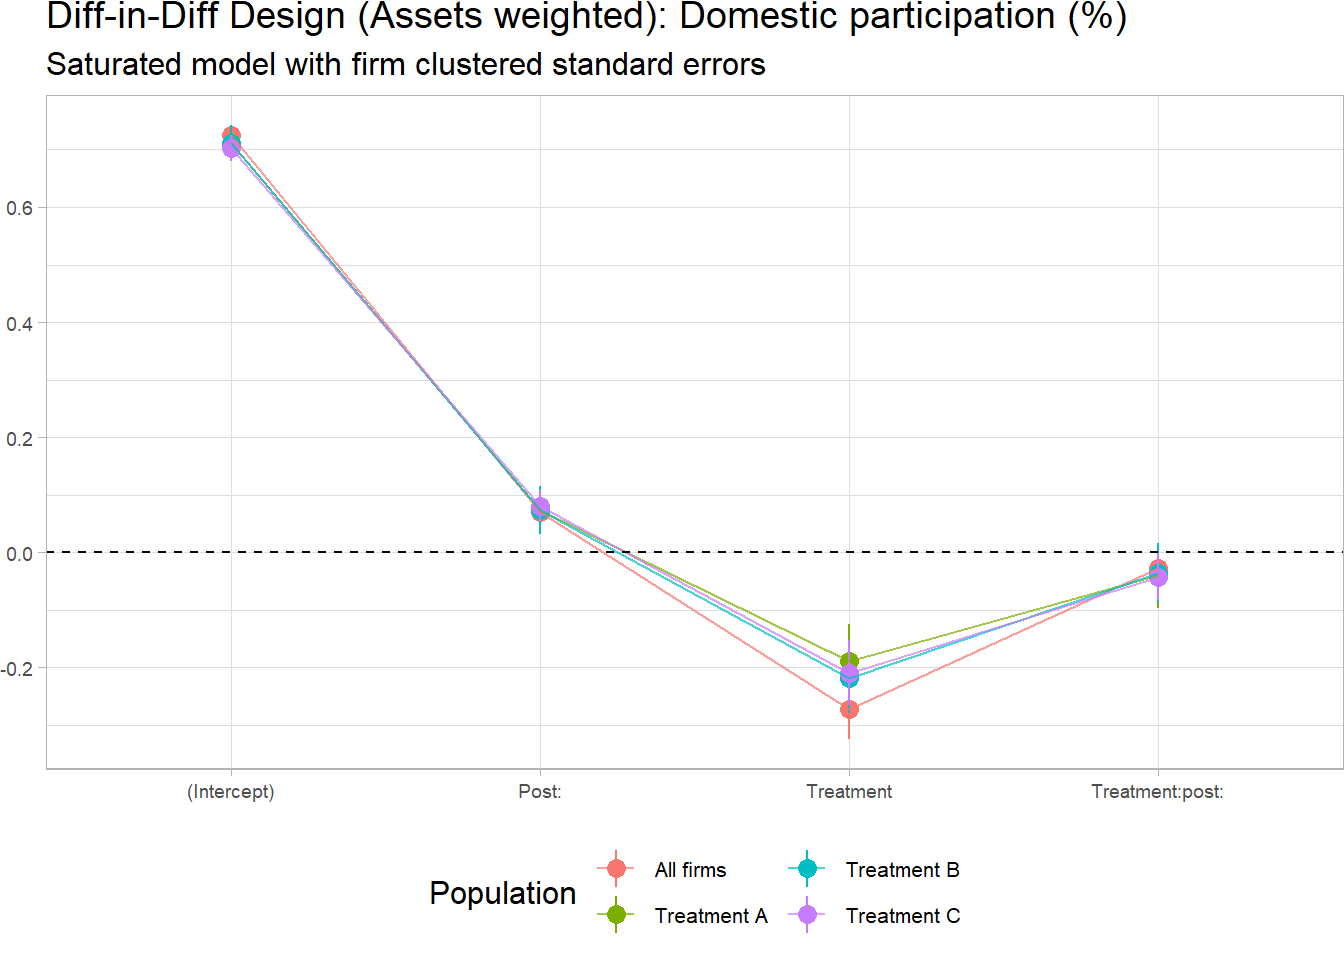 Diff-in-Diff Design (Assets weighted): Domestic participation (%)
Saturated model with firm clustered standard errors
0.6
0.4
0.2
0.0
-0.2
(Intercept) Post: Treatment Treatment:post:
Population
All firms Treatment B
Treatment A Treatment C